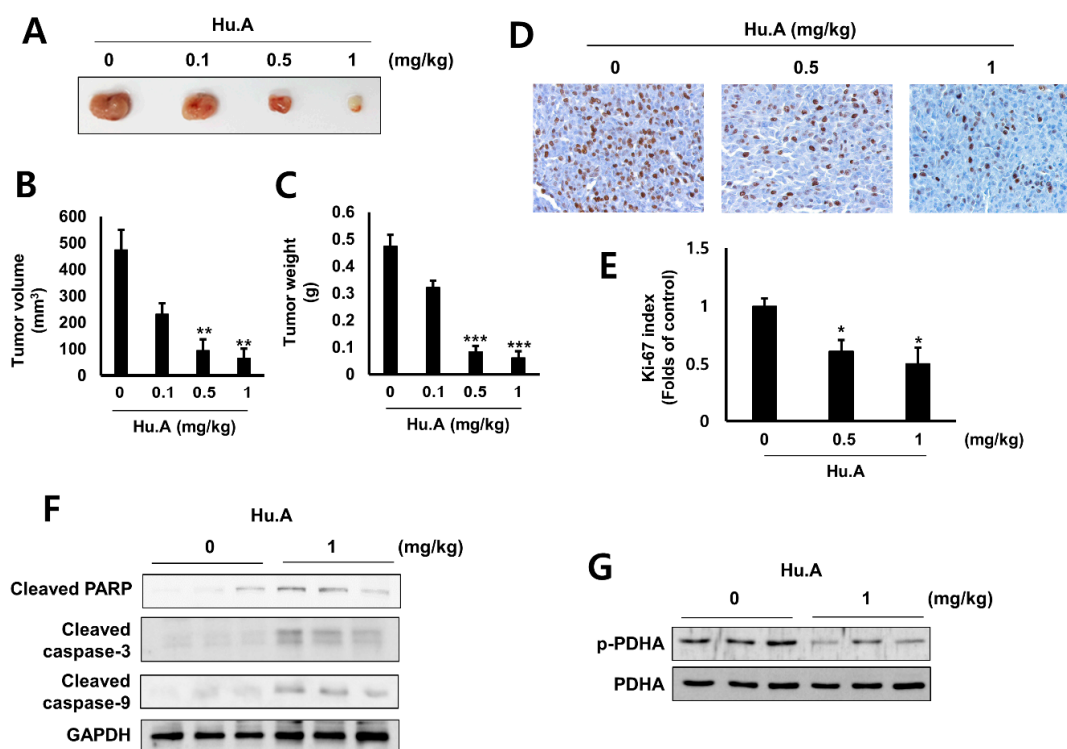 A
Hu.A
0 0.1 0.5 1 (mg/kg)
B
Tumor volume
(mm³)
600
500
400
300
200
100
0
**
**
0 0.1 0.5 1
Hu.A (mg/kg)
C
Tumor weight
(g)
0.6
0.5
0.4
0.3
0.2
0.1
0
***
***
0 0.1 0.5 1
Hu.A (mg/kg)
D
Hu.A (mg/kg)
0 0.5 1
E
Ki-67 index
(Folds of control)
1.5
1
0.5
0
*
*
0 0.5 1 (mg/kg)
Hu.A
F
Hu.A
0 1 (mg/kg)
Cleaved PARP
Cleaved
caspase-3
Cleaved
caspase-9
GAPDH
G
Hu.A
0 1 (mg/kg)
p-PDHA
PDHA